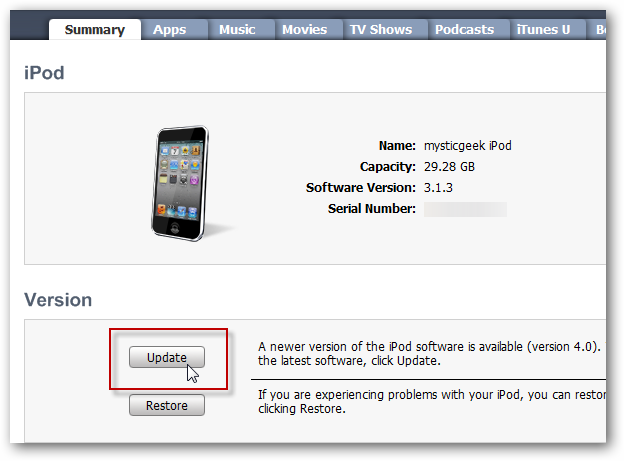 Summary Apps Music Movies TV Shows Podcasts iTunes U
iPod
Name: mysticgeek iPod
Capacity: 29.28 GB
Software Version: 3.1.3
Serial Number:
Version
Update
A newer version of the iPod software is available (version 4.0).
the latest software, click Update.
Restore
If you are experiencing problems with your iPod, you can restor
clicking Restore.